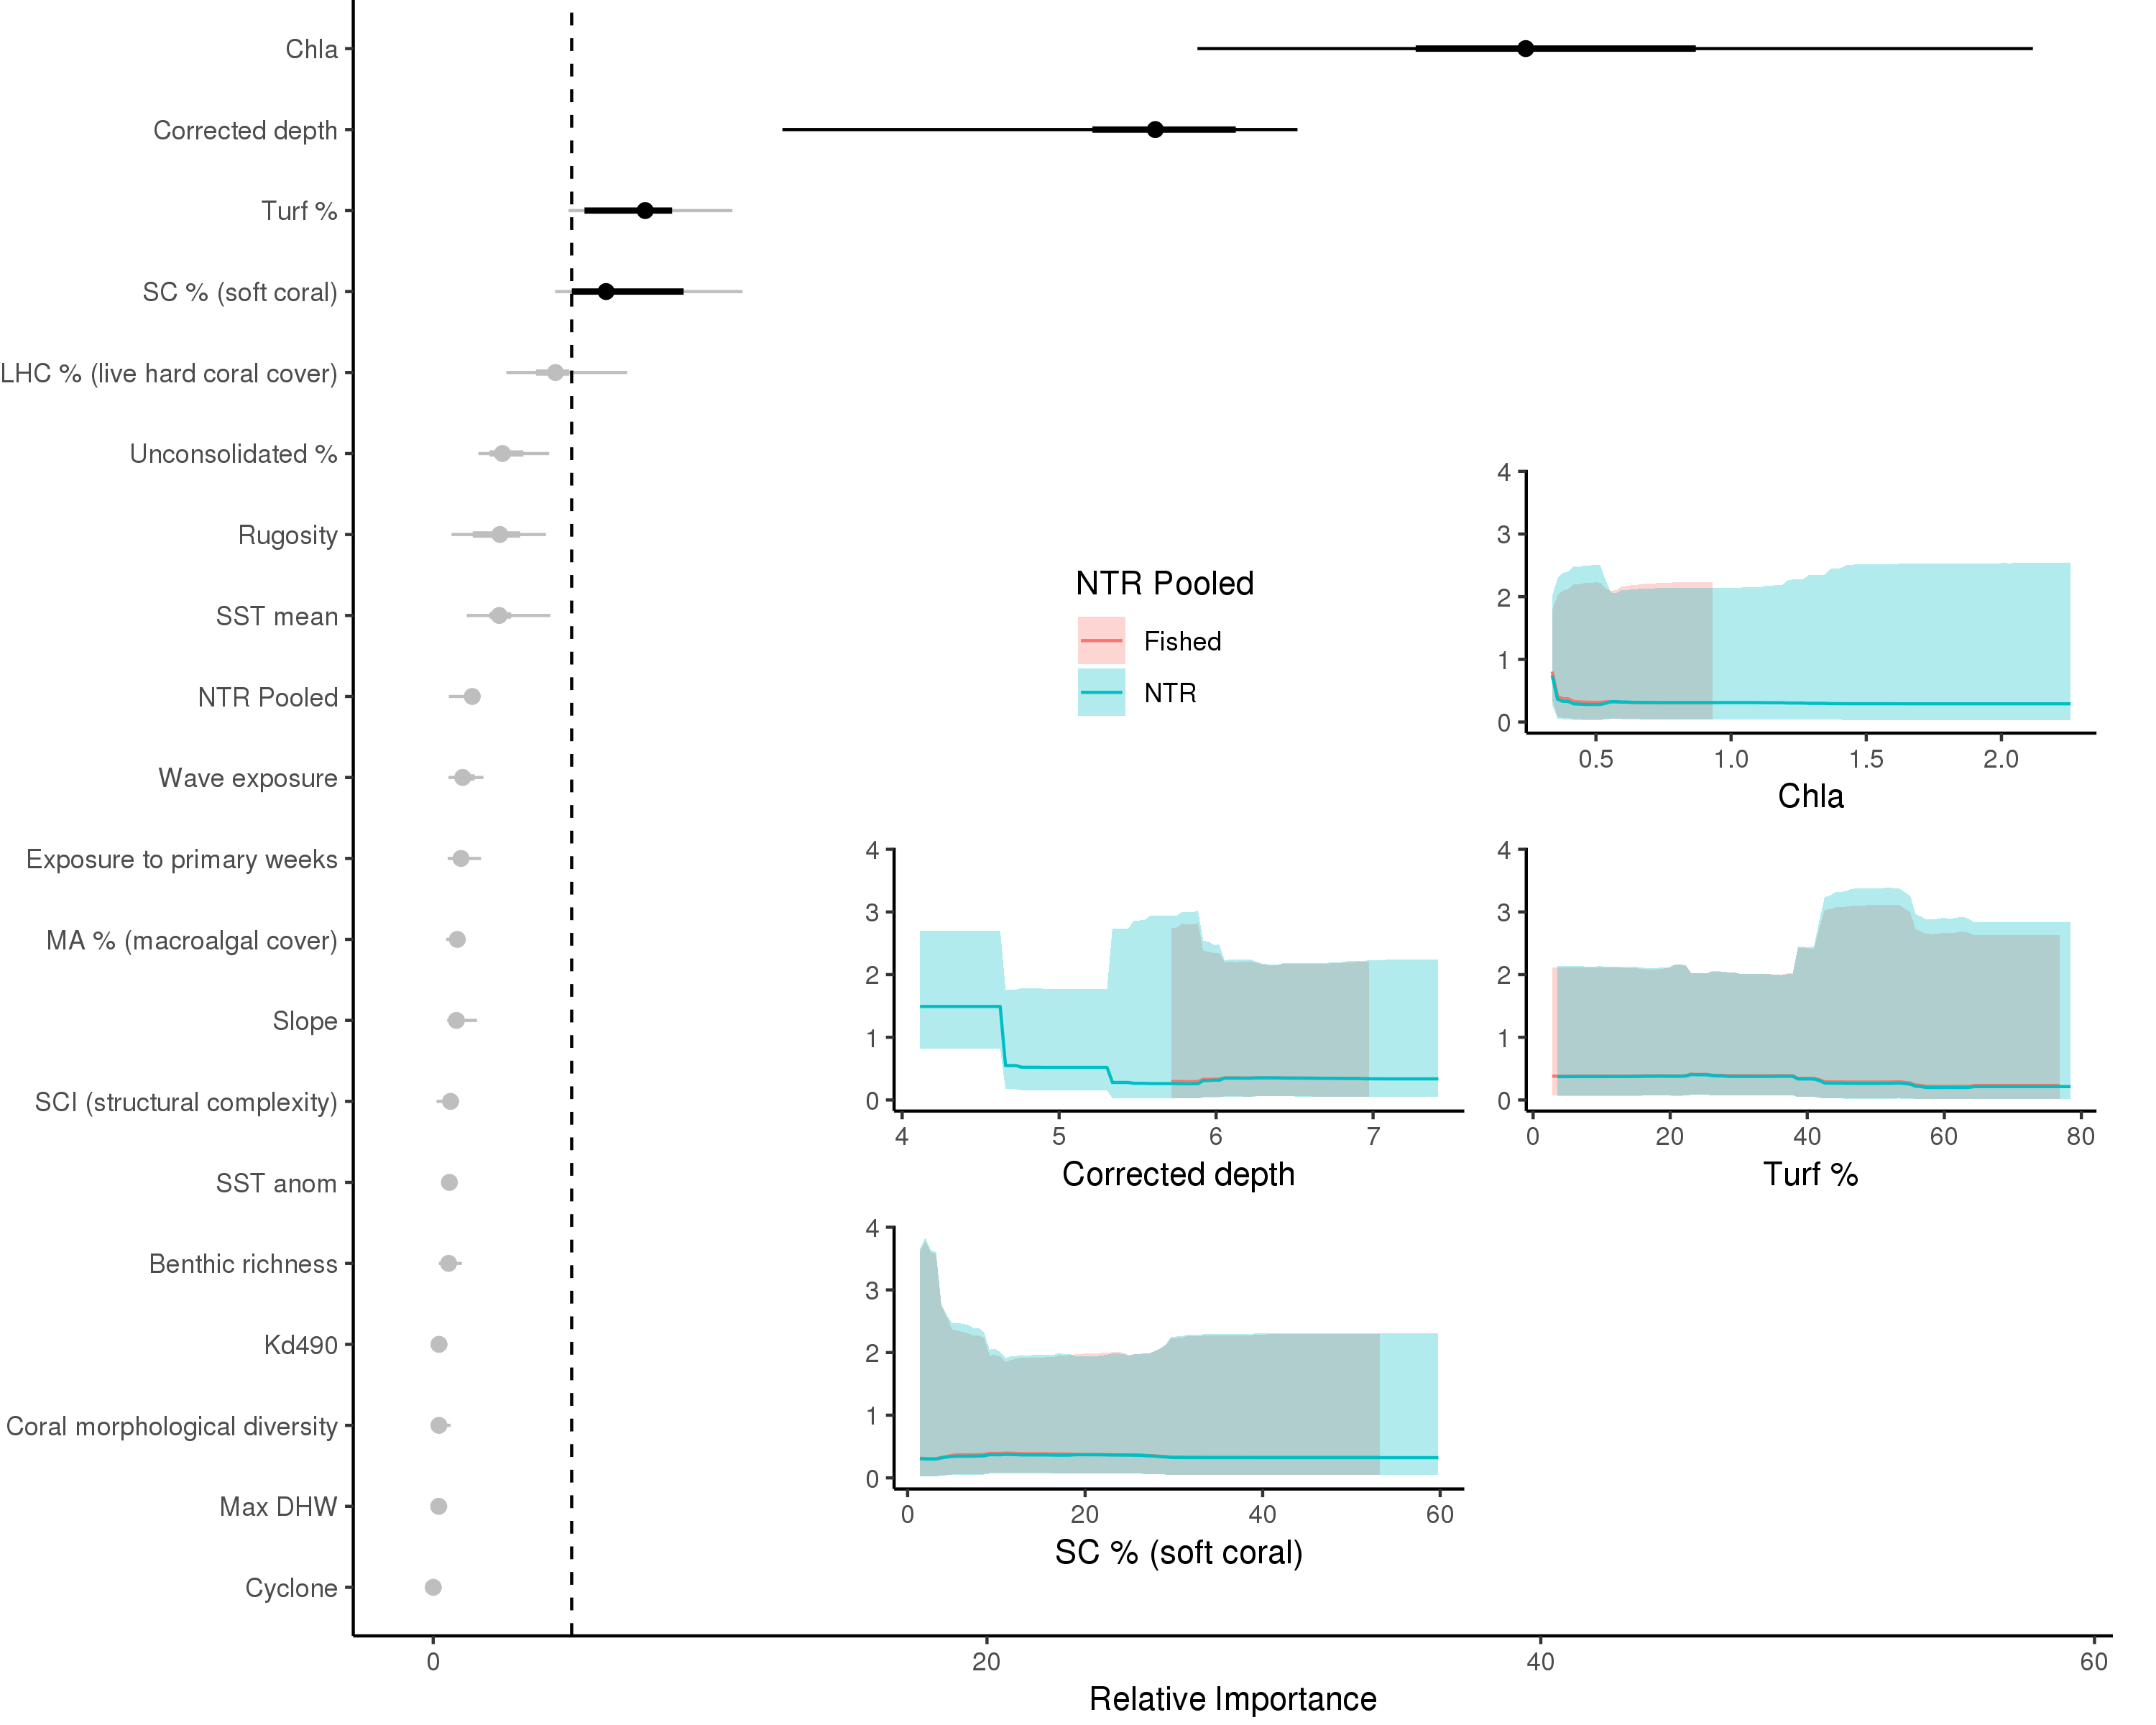 Chla
Corrected depth
Turf %
SC % (soft coral)
LHC % (live hard coral cover)
Unconsolidated %
Rugosity
SST mean
NTR Pooled
Wave exposure
Exposure to primary weeks
MA % (macroalgal cover)
Slope
SCI (structural complexity)
SST anom
Benthic richness
Kd490
Coral morphological diversity
Max DHW
Cyclone
0 20 40 60
Relative Importance
NTR Pooled
Fished
NTR
4
3
2
1
0
0.5 1.0 1.5 2.0
Chla
4
3
2
1
0
4 5 6 7
Corrected depth
4
3
2
1
0
0 20 40 60 80
Turf %
4
3
2
1
0
0 20 40 60
SC % (soft coral)